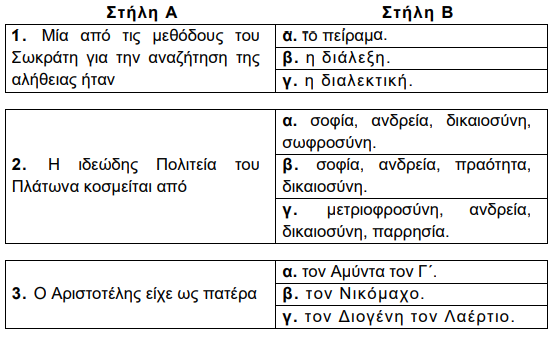 Στήλη Α Στήλη Β
1. Μία από τις μεθόδους του
Σωκράτη για την αναζήτηση της
αλήθειας ήταν
α. το πείραμα.
β. η διάλεξη.
γ. η διαλεκτική.
2. Η ιδεώδης Πολιτεία του
Πλάτωνα κοσμείται από
α. σοφία, ανδρεία, δικαιοσύνη,
σωφροσύνη.
β. σοφία, ανδρεία, πραότητα,
δικαιοσύνη.
γ. μετριοφροσύνη, ανδρεία,
δικαιοσύνη, παρρησία.
3. Ο Αριστοτέλης είχε ως πατέρα
α. τον Αμύντα τον Γ΄.
β. τον Νικόμαχο.
γ. τον Διογένη τον Λαέρτιο.